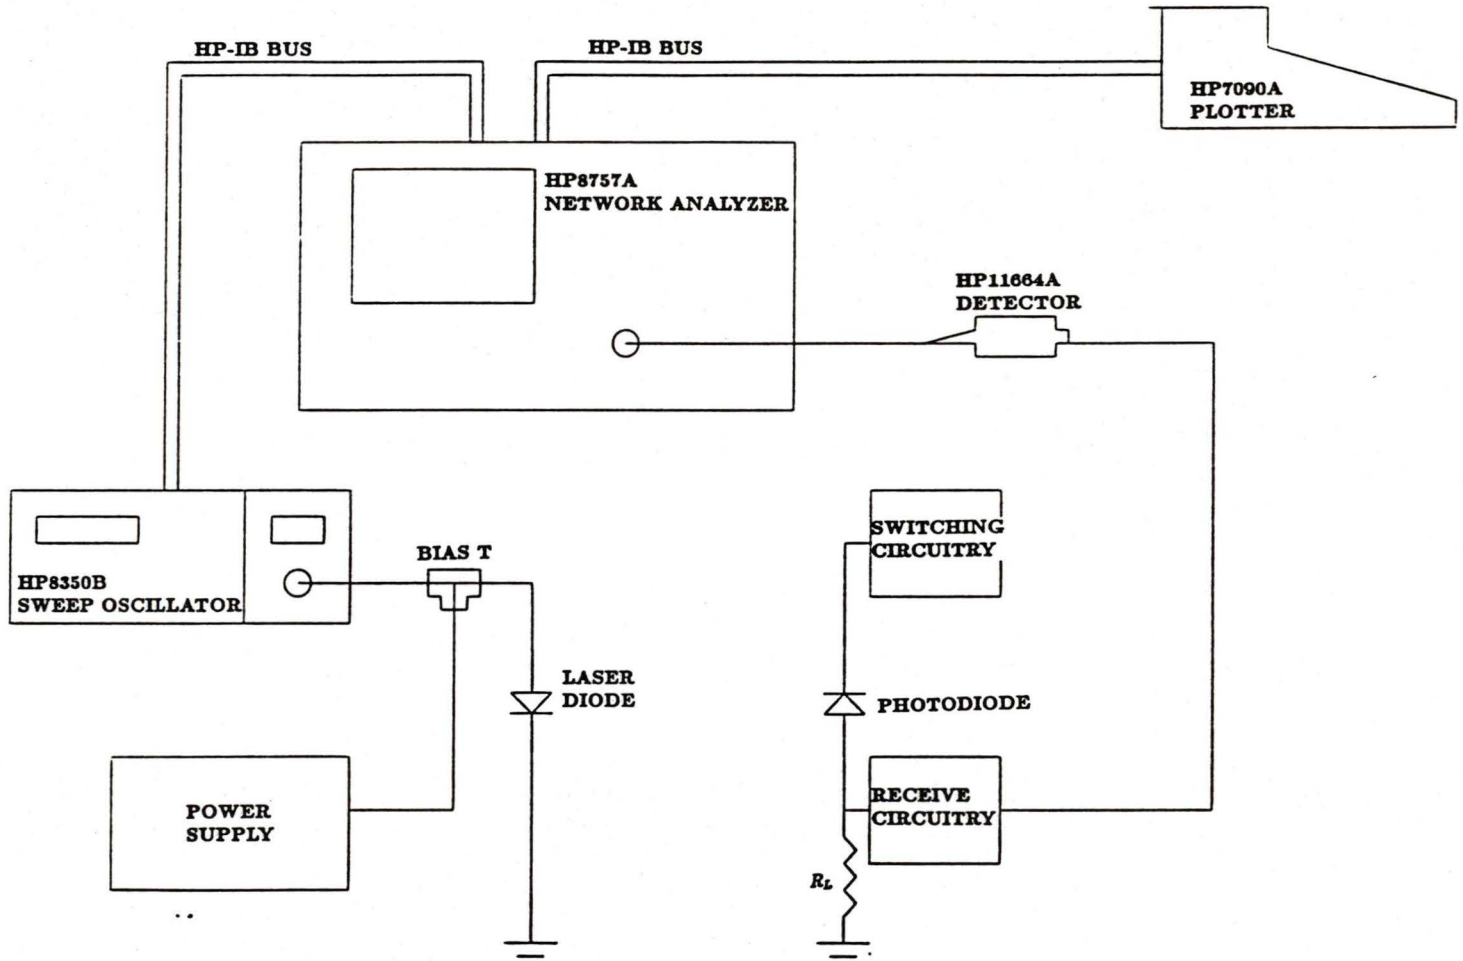 HP-IB BUS
HP-IB BUS
HP7090A
PLOTTER
HP8757A
NETWORK ANALYZER
HP11664A
DETECTOR
SWITCHING
CIRCUITRY
BIAS T
HP8350B
SWEEP OSCILLATOR
LASER
DIODE
PHOTODIODE
POWER
SUPPLY
RECEIVE
CIRCUITRY
R_L